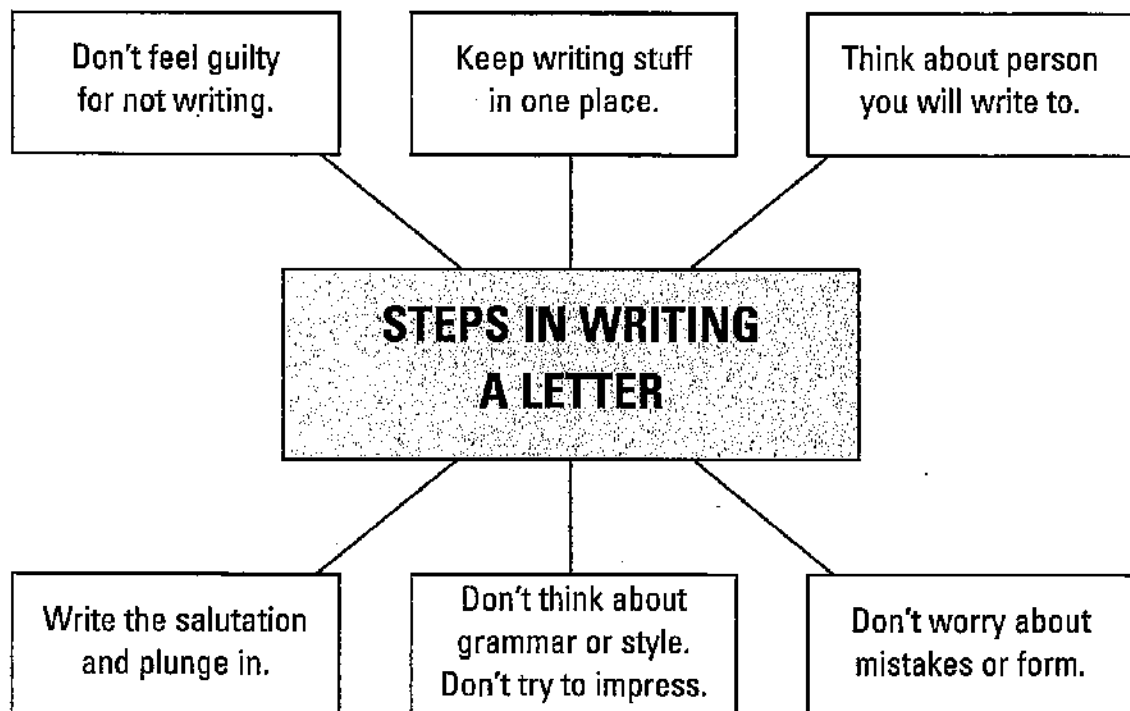 Don't feel guilty
for not writing.
Keep writing stuff
in one place.
Think about person
you will write to.
STEPS IN WRITING
A LETTER
Write the salutation
and plunge in.
Don't think about
grammar or style.
Don't try to impress.
Don't worry about
mistakes or form.